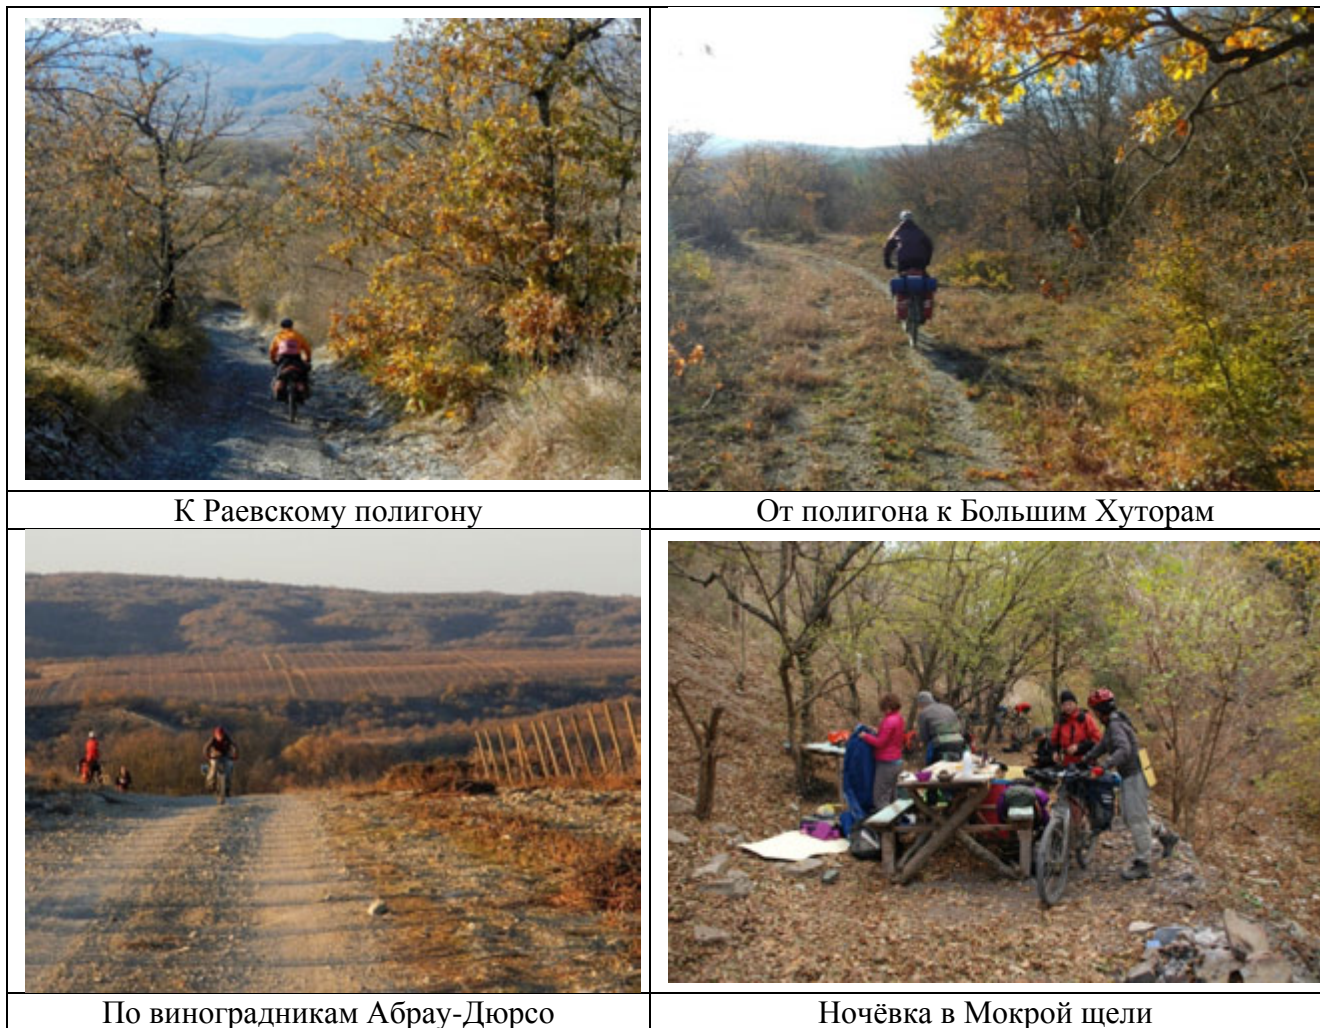 К Раевскому полигону
От полигона к Большим Хуторам
По виноградникам Абрау-Дюрсо
Ночёвка в Мокрой щели